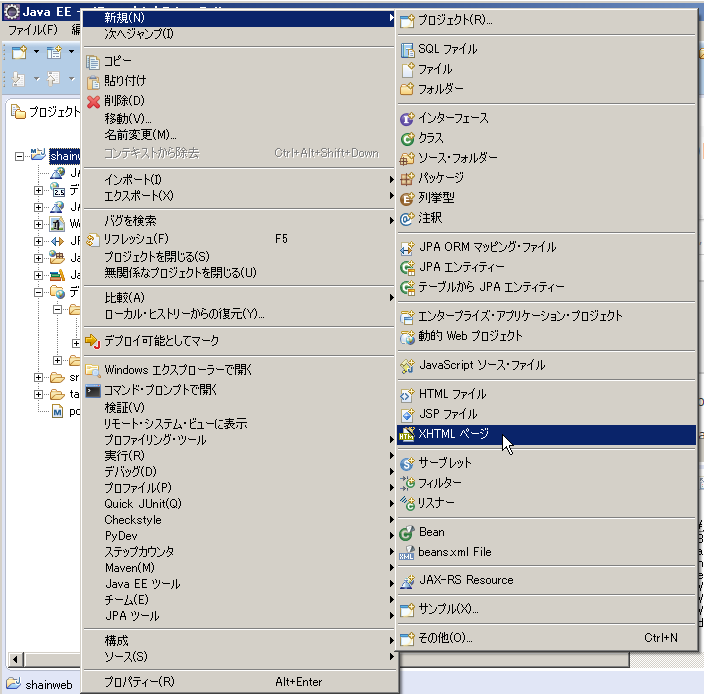 Java EE -
ファイル(F)
プロジェクト
shainweb
新規(N)
次へジャンプ(I)
コピー
貼り付け
削除(D)
移動(V)...
名前変更(M)...
コンテキストから除去 Ctrl+Alt+Shift+Down
インポート(I)
エクスポート(X)
バグを検索
リフレッシュ(F) F5
プロジェクトを閉じる(S)
無関係なプロジェクトを閉じる(U)
比較(A)
ローカル・ヒストリーからの復元(Y)...
デプロイ可能としてマーク
Windows エクスプローラーで開く
コマンド・プロンプトで開く
検証(V)
リモート・システム・ビューに表示
プロファイリング・ツール
実行(R)
デバッグ(D)
プロファイル(P)
Quick JUnit(Q)
Checkstyle
PyDev
ステップカウンタ
Maven(M)
Java EE ツール
チーム(E)
JPA ツール
構成
ソース(S)
プロパティー(R) Alt+Enter
プロジェクト(R)...
SQL ファイル
ファイル
フォルダー
インターフェース
クラス
ソース・フォルダー
パッケージ
列挙型
注釈
JPA ORM マッピング・ファイル
JPA エンティティー
テーブルから JPA エンティティー
エンタープライズ・アプリケーション・プロジェクト
動的 Web プロジェクト
JavaScript ソース・ファイル
HTML ファイル
JSP ファイル
XHTML ページ
サーブレット
フィルター
リスナー
Bean
beans.xml File
JAX-RS Resource
サンプル(X)...
その他(O)... Ctrl+N
shainweb